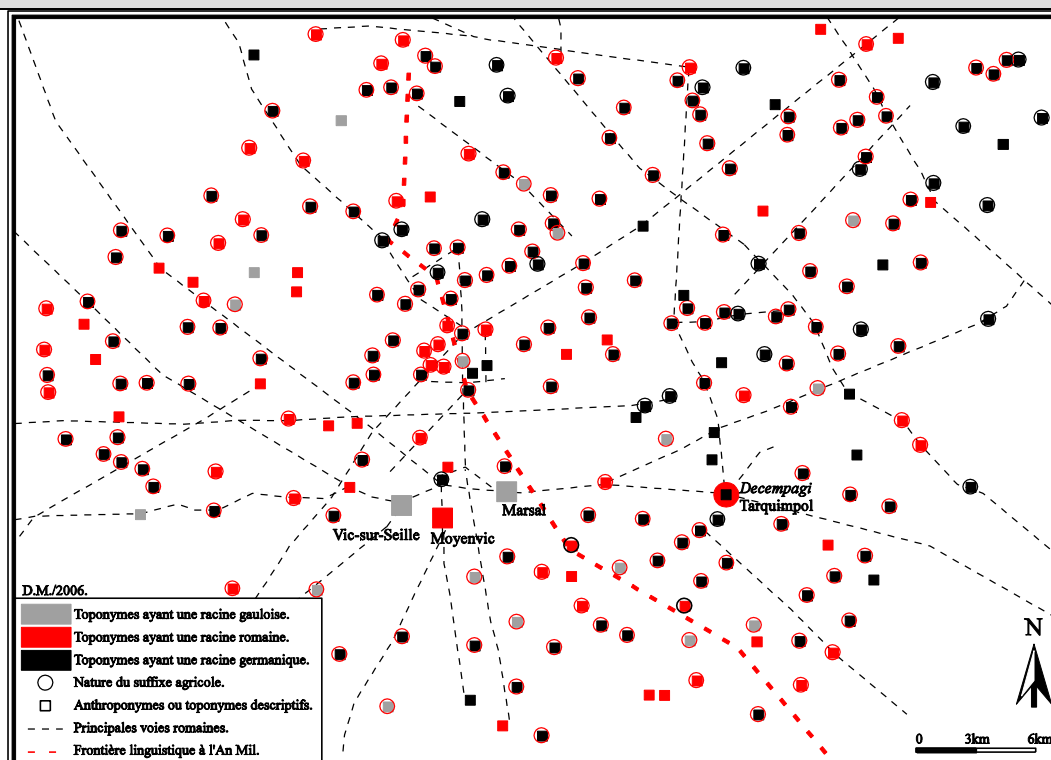 Decempagi
Tarquimpol
Marsal
Vic-sur-Seille
Moyenvic
D.M./2006.
Toponymes ayant une racine gauloise.
Toponymes ayant une racine romaine.
Toponymes ayant une racine germanique.
Nature du suffixe agricole.
Anthroponymes ou toponymes descriptifs.
Principales voies romaines.
Frontière linguistique à l'An Mil.
N
0 3km 6km